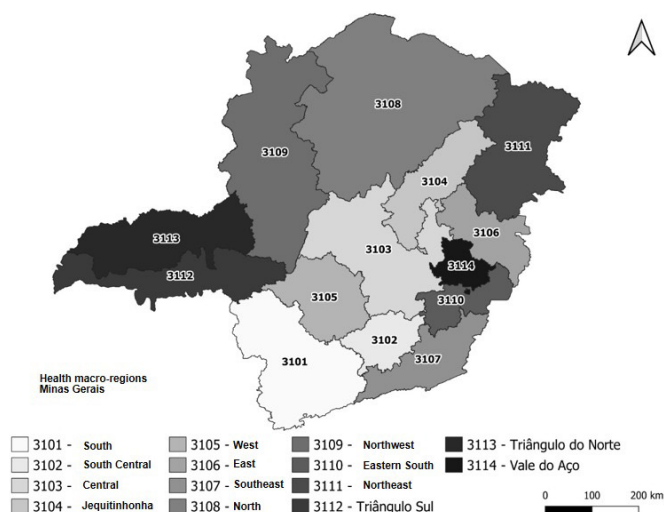 3108
3111
3109
3104
3106
3113
3103
3114
3112
3105
3110
3102
3107
3101
Health macro-regions
Minas Gerais
3101 - South
3102 - South Central
3103 - Central
3104 - Jequitinhonha
3105 - West
3106 - East
3107 - Southeast
3108 - North
3109 - Northwest
3110 - Eastern South
3111 - Northeast
3112 - Triângulo Sul
3113 - Triângulo do Norte
3114 - Vale do Aço
0 100 200 km